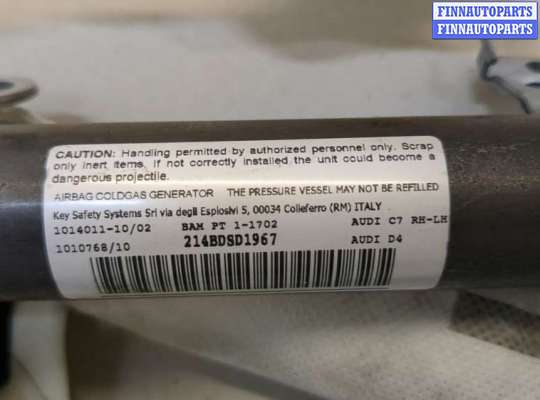 FINNAUTOPARTS
FINNAUTOPARTS
CAUTION: Handling permitted by authorized personnel only. Scrap
only inert items. If not correctly installed the unit could become a
dangerous projectile.
AIRBAG COLDGAS GENERATOR THE PRESSURE VESSEL MAY NOT BE REFILLED
Key Safety Systems Srl via degli Esplosivi 5, 00034 Colleferro (RM) ITALY
1014011-10/02 BAM PT 1-1702 AUDI C7 RH-LH
1010768/10 214BDSD1967 AUDI D4